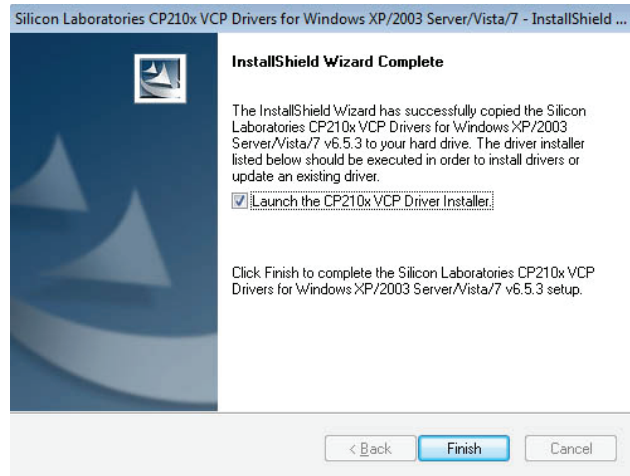 Silicon Laboratories CP210x VCP Drivers for Windows XP/2003 Server/Vista/7 - InstallShield ...
InstallShield Wizard Complete
The InstallShield Wizard has successfully copied the Silicon
Laboratories CP210x VCP Drivers for Windows XP/2003
Server/Vista/7 v6.5.3 to your hard drive. The driver installer
listed below should be executed in order to install drivers or
update an existing driver.
Launch the CP210x VCP Driver Installer.
Click Finish to complete the Silicon Laboratories CP210x VCP
Drivers for Windows XP/2003 Server/Vista/7 v6.5.3 setup.
< Back Finish Cancel